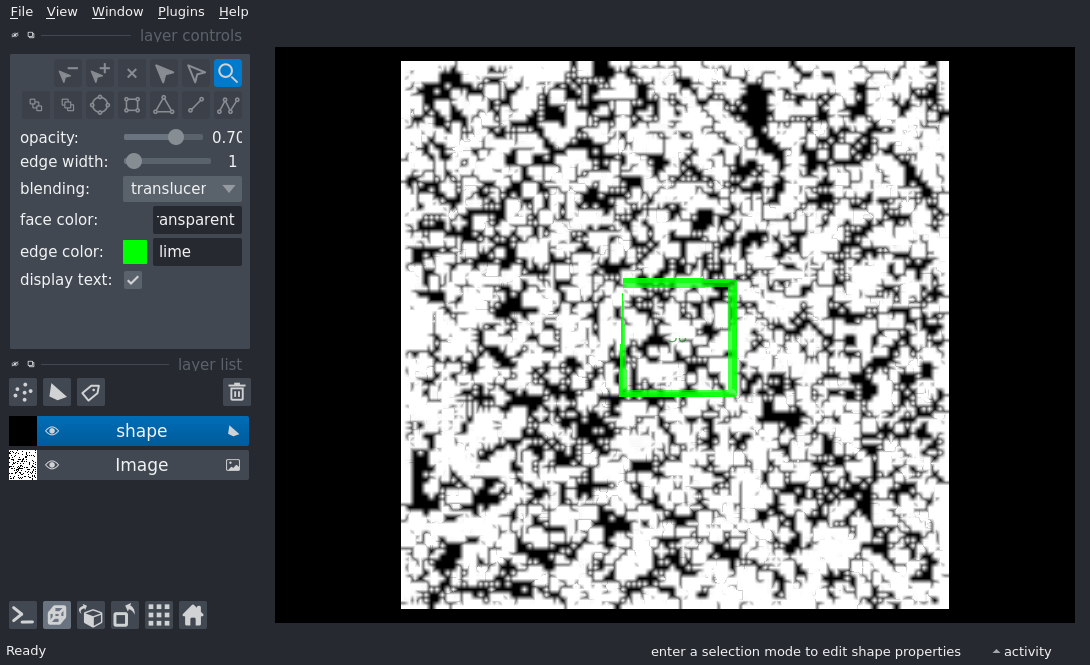 File View Window Plugins Help
layer controls
opacity: 0.70
edge width: 1
blending: translucer
face color: ansparent
edge color: lime
display text:
layer list
shape
Image
Ready enter a selection mode to edit shape properties activity